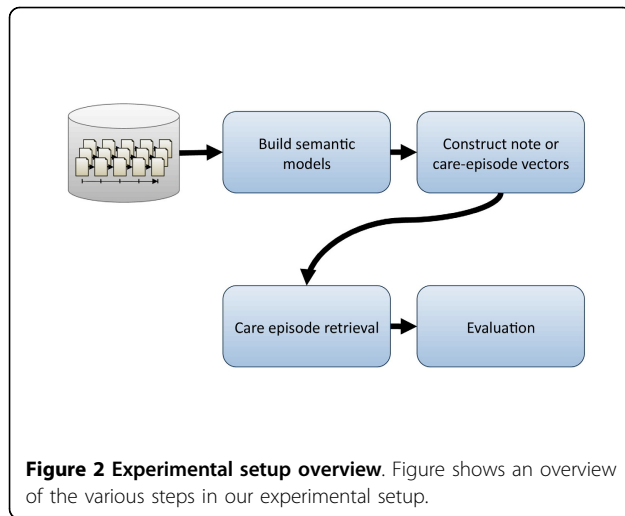 Build semantic
models
Construct note or
care-episode vectors
Care episode retrieval
Evaluation
Figure 2 Experimental setup overview. Figure shows an overview
of the various steps in our experimental setup.